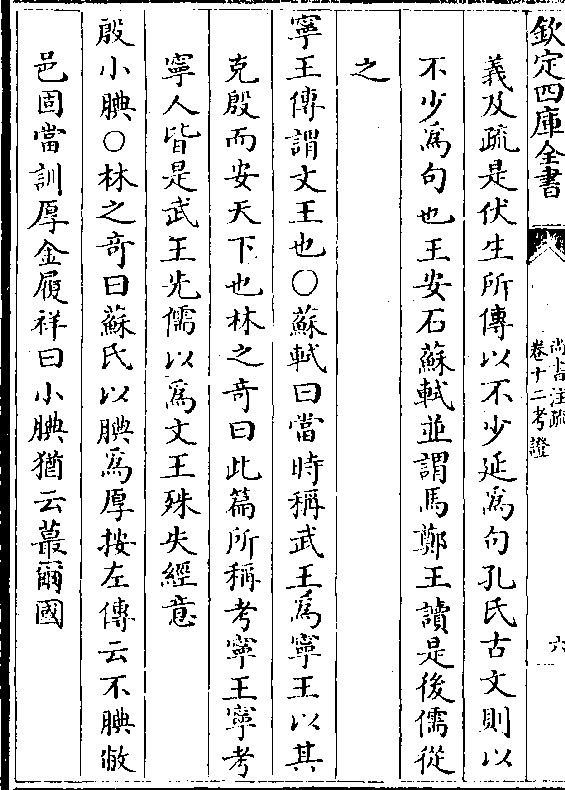 欽定四庫全書
尚書注疏
卷十二考證
六
義及疏是伏生所傳以不少延爲句孔氏古文則以
不少爲句也王安石蘇軾並謂馬鄭王讀是後儒從
之
寧王傳謂文王也○蘇軾曰當時稱武王爲寧王以其
克殷而安天下也林之竒曰此篇所稱考寧王寧考
寧人皆是武王先儒以爲文王殊失經意
殷小腆○林之竒曰蘇氏以腆爲厚按左傳云不腆敝
邑固當訓厚金履祥曰小腆猶云蕞爾國